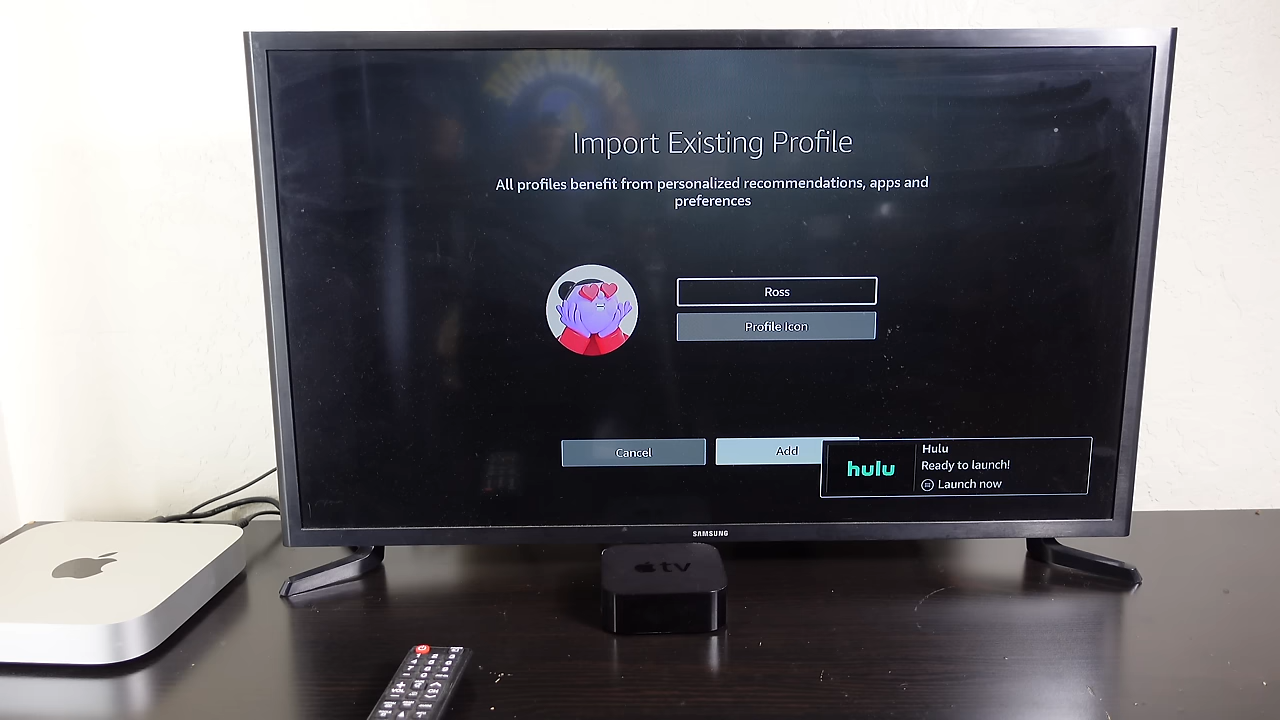 Import Existing Profile
All profiles benefit from personalized recommendations, apps and
preferences
Ross
Profile Icon
Cancel
Add
hulu
Hulu
Ready to launch!
Launch now
SAMSUNG
tv